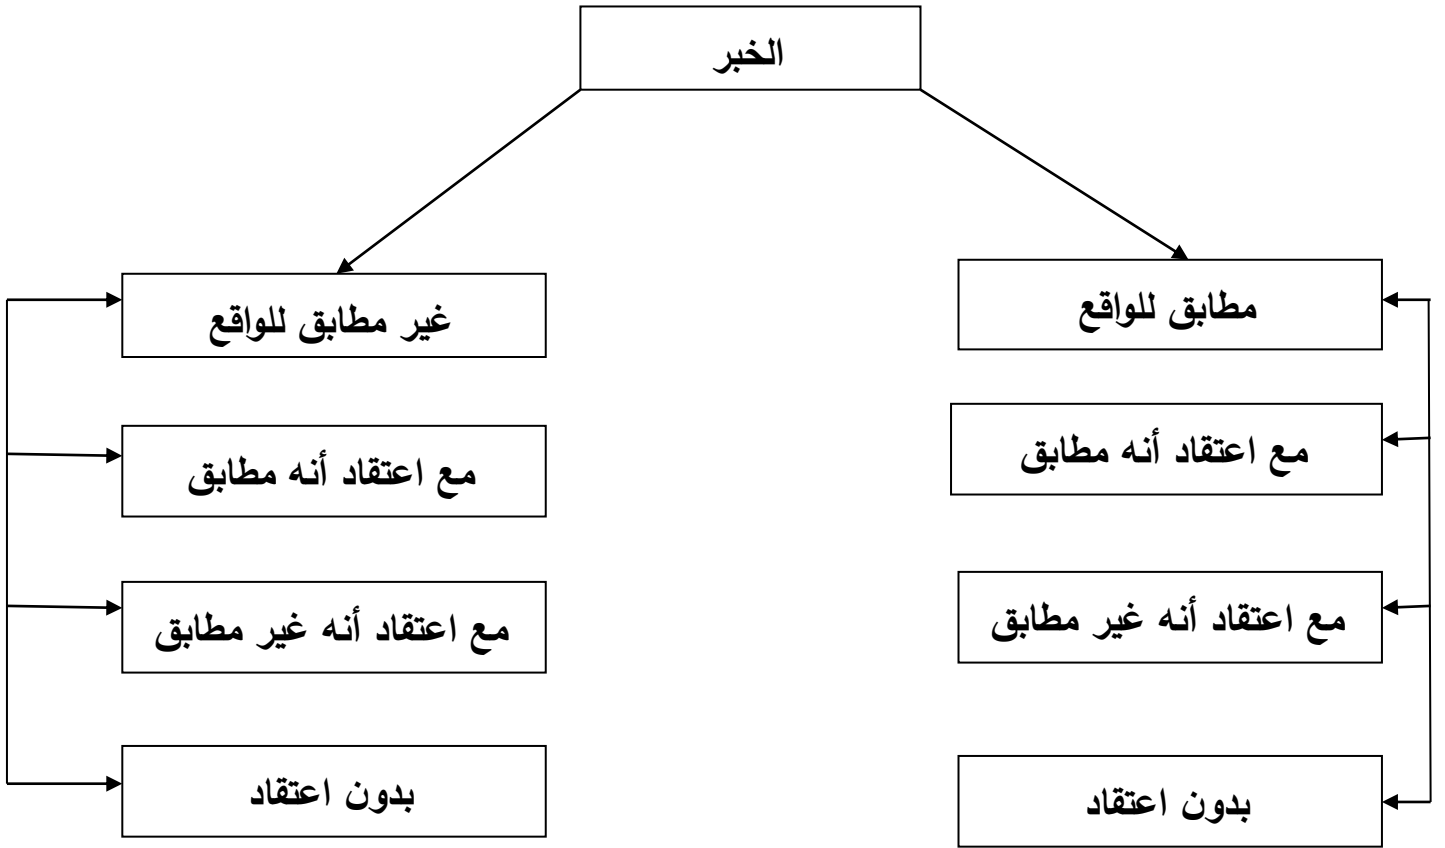 الخبر
مطابق للواقع
مع اعتقاد أنه مطابق
مع اعتقاد أنه غير مطابق
بدون اعتقاد
غير مطابق للواقع
مع اعتقاد أنه مطابق
مع اعتقاد أنه غير مطابق
بدون اعتقاد